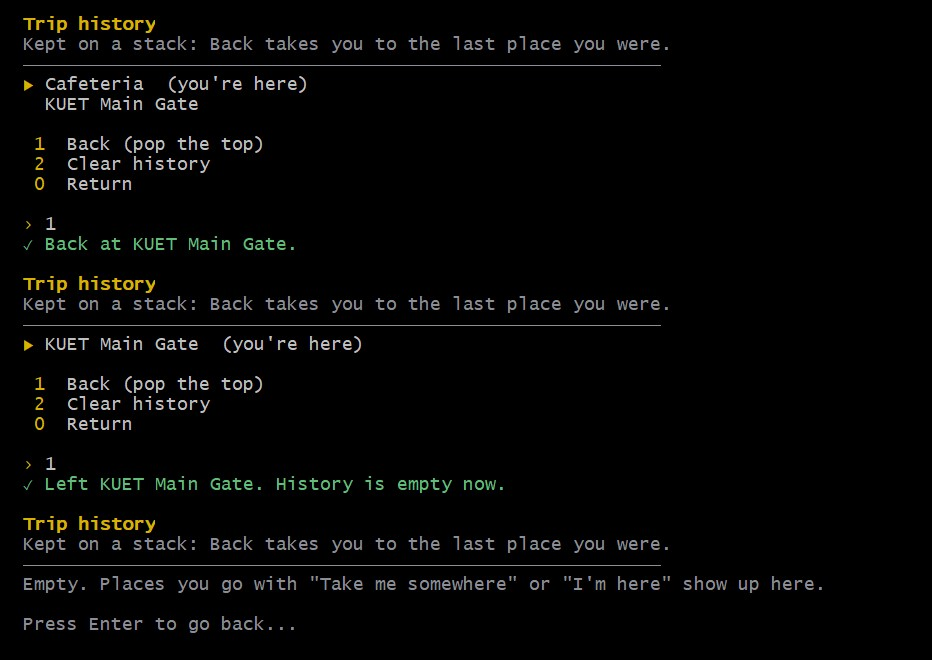 Trip history
Kept on a stack: Back takes you to the last place you were.
▶ Cafeteria  (you're here)
KUET Main Gate
1  Back (pop the top)
2  Clear history
0  Return
› 1
✓ Back at KUET Main Gate.
Trip history
Kept on a stack: Back takes you to the last place you were.
▶ KUET Main Gate  (you're here)
1  Back (pop the top)
2  Clear history
0  Return
› 1
✓ Left KUET Main Gate. History is empty now.
Trip history
Kept on a stack: Back takes you to the last place you were.
Empty. Places you go with "Take me somewhere" or "I'm here" show up here.
Press Enter to go back...